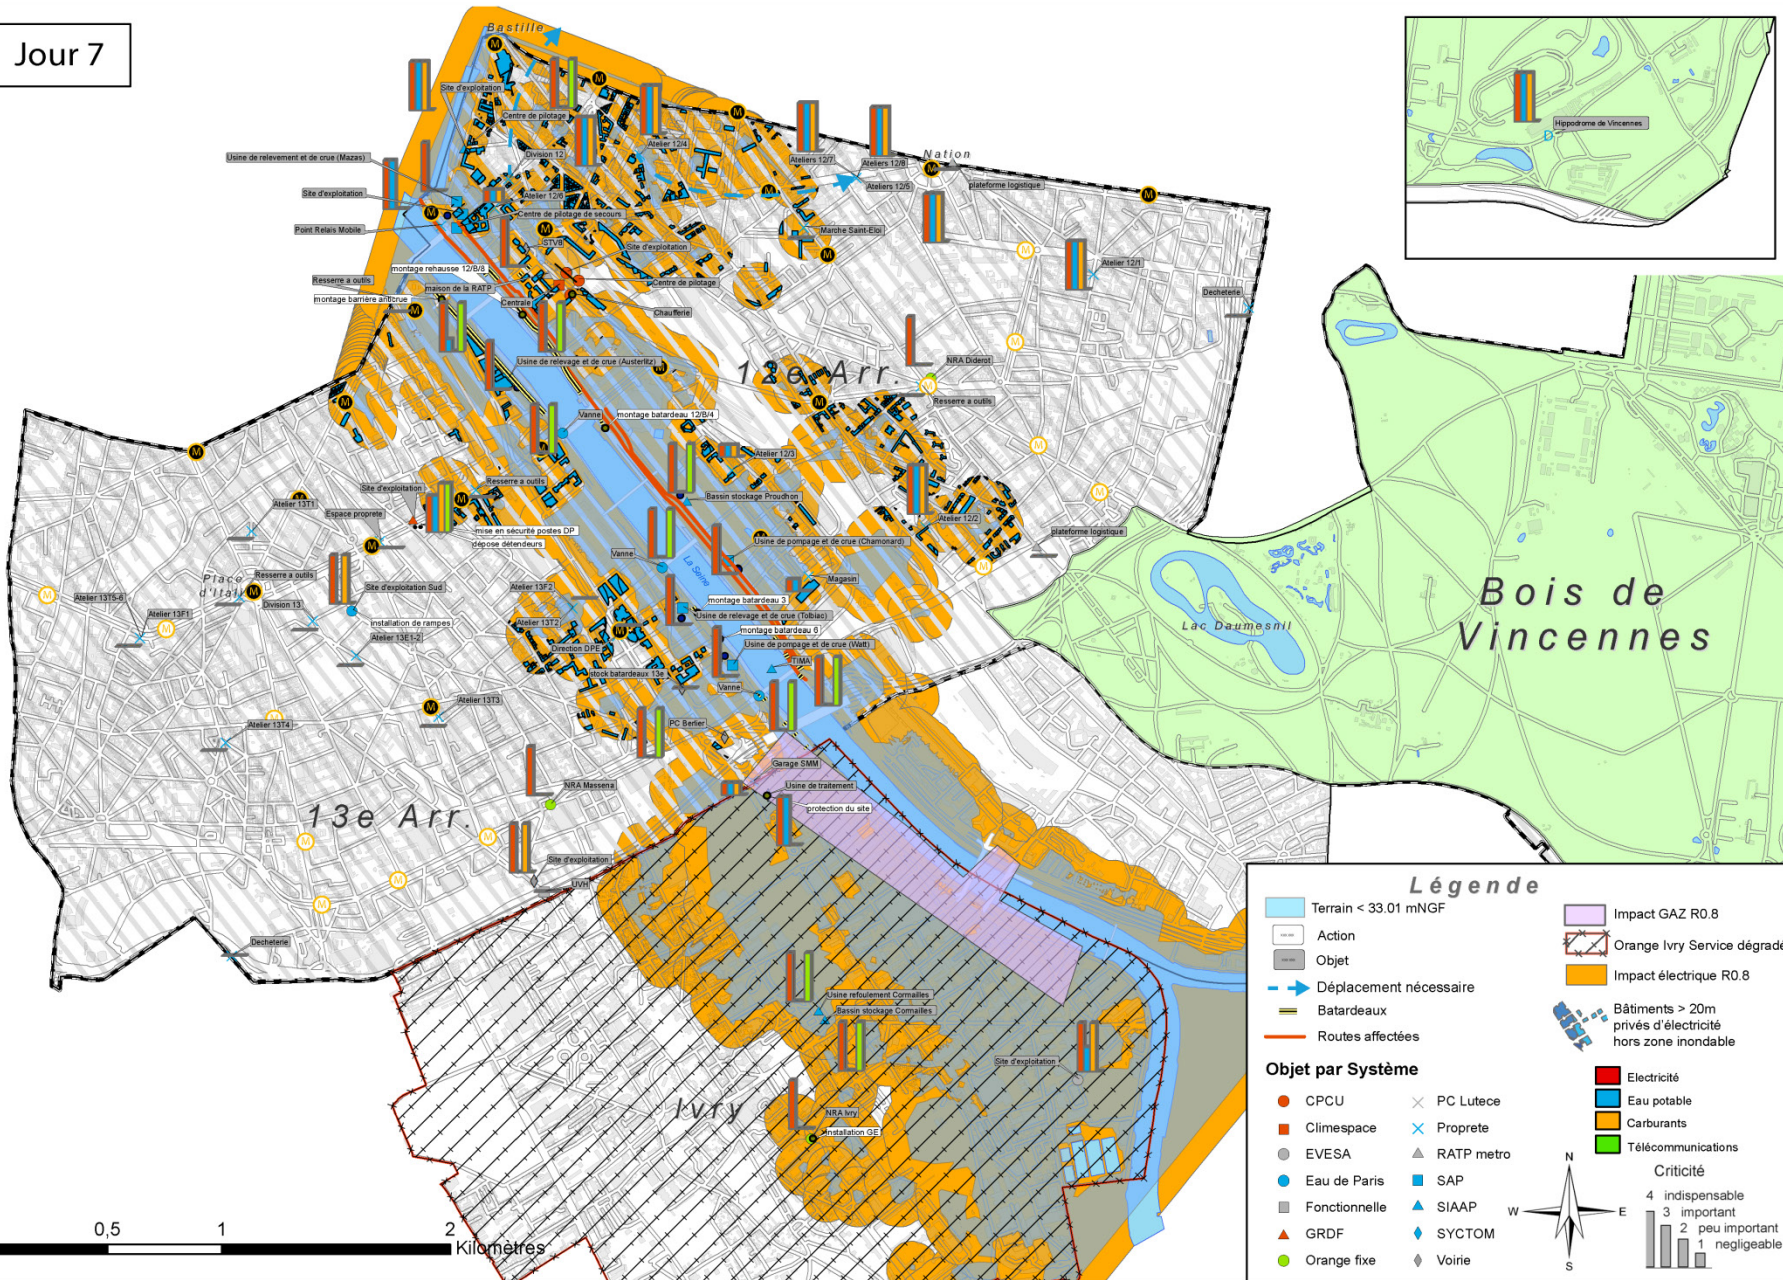 Jour 7
Bastille
Site d'exploitation
Centre de pilotage
Division 12
Atelier 12/4
Ateliers 12/7
Ateliers 12/8
Ateliers 12/5
Nation
plateforme logistique
Hippodrome de Vincennes
Usine de relevement et de crue (Mazas)
Site d'exploitation
Atelier 12/6
Centre de pilotage de secours
Point Relais Mobile
STVB
Site d'exploitation
Marche Saint-Eloi
montage rehausse 12/B/8
Atelier 12/1
Resserre a outils
maison de la RATP
Centre de pilotage
montage barrière anticrue
Centrale
Chaufferie
Decheterie
Usine de relevage et de crue (Austerlitz)
12e Arr.
NRA Diderot
Resserre a outils
Vanne
montage batardeau 12/B/4
Atelier 12/3
Resserre a outils
Site d'exploitation
Bassin stockage Proudhon
Atelier 13T1
Espace proprete
mise en sécurité postes DP
dépose détendeurs
Atelier 12/2
plateforme logistique
Usine de pompage et de crue (Chamonard)
Vanne
La Seine
Magasin
Place d'Italie
Resserre a outils
Site d'exploitation Sud
Atelier 13F2
montage batardeau 3
Bois de
Vincennes
Atelier 13T5-6
Atelier 13F1
Division 13
installation de rampes
Atelier 13T2
Usine de relevage et de crue (Tolbiac)
montage batardeau 6
Lac Daumesnil
Atelier 13E1-2
Direction DPE
Usine de pompage et de crue (Watt)
TIMA
stock batardeaux 13e
Vanne
Atelier 13T3
Atelier 13T4
PC Berlier
Garage SMM
NRA Massena
Usine de traitement
protection du site
13e Arr.
Site d'exploitation
UVH
Decheterie
Usine refoulement Cornailles
Bassin stockage Cornailles
Site d'exploitation
Ivry
NRA Ivry
installation GE
0,5 1 2
Kilomètres
Légende
Terrain < 33.01 mNGF
Action
Objet
Déplacement nécessaire
Batardeaux
Routes affectées
Impact GAZ R0.8
Orange Ivry Service dégradé
Impact électrique R0.8
Bâtiments > 20m
privés d'électricité
hors zone inondable
Objet par Système
CPCU
Climespace
EVESA
Eau de Paris
Fonctionnelle
GRDF
Orange fixe
PC Lutece
Proprete
RATP metro
SAP
SIAAP
SYCTOM
Voirie
Electricité
Eau potable
Carburants
Télécommunications
Criticité
4 indispensable
3 important
2 peu important
1 negligeable
N
W E
S